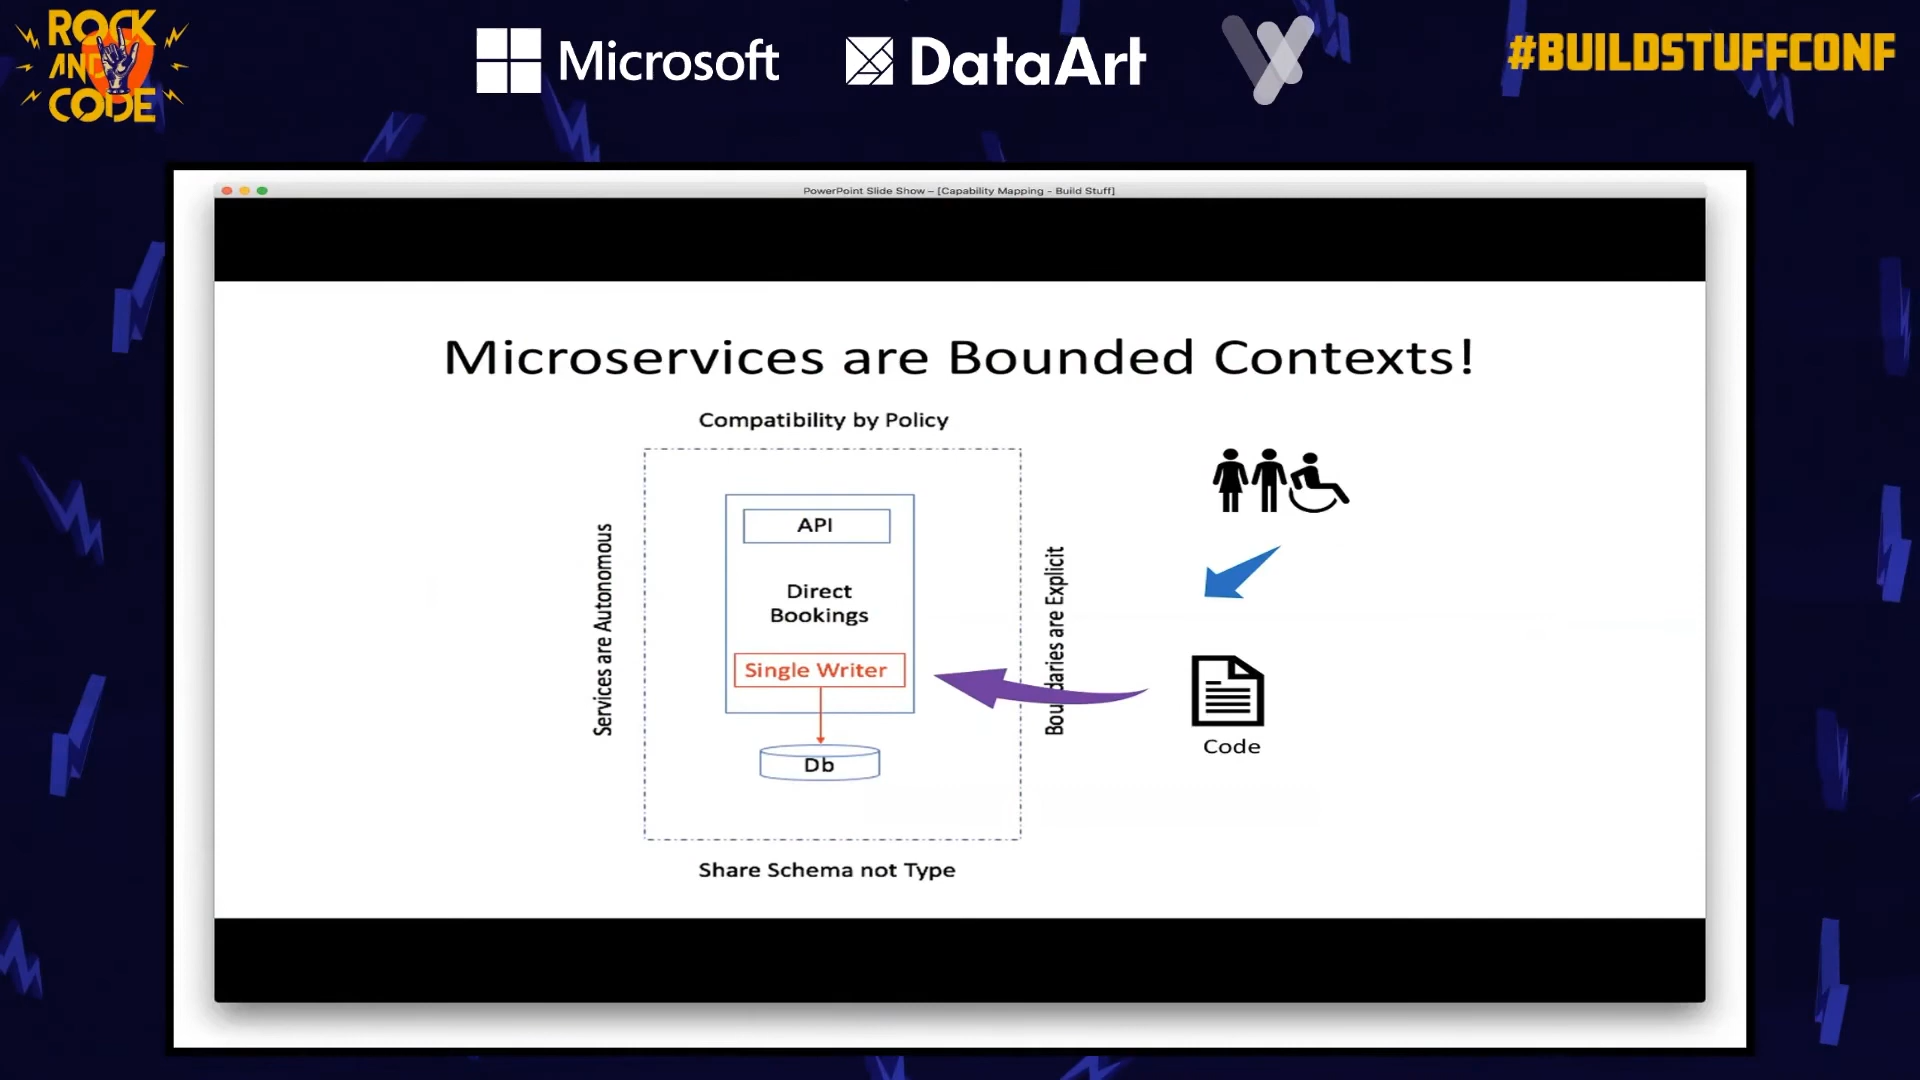 ROCK
AND
CODE
Microsoft
DataArt
#BUILDSTUFFCONF
PowerPoint Slide Show – [Capability Mapping - Build Stuff]
Microservices are Bounded Contexts!
Compatibility by Policy
Services are Autonomous
API
Direct
Bookings
Single Writer
Db
Boundaries are Explicit
Code
Share Schema not Type